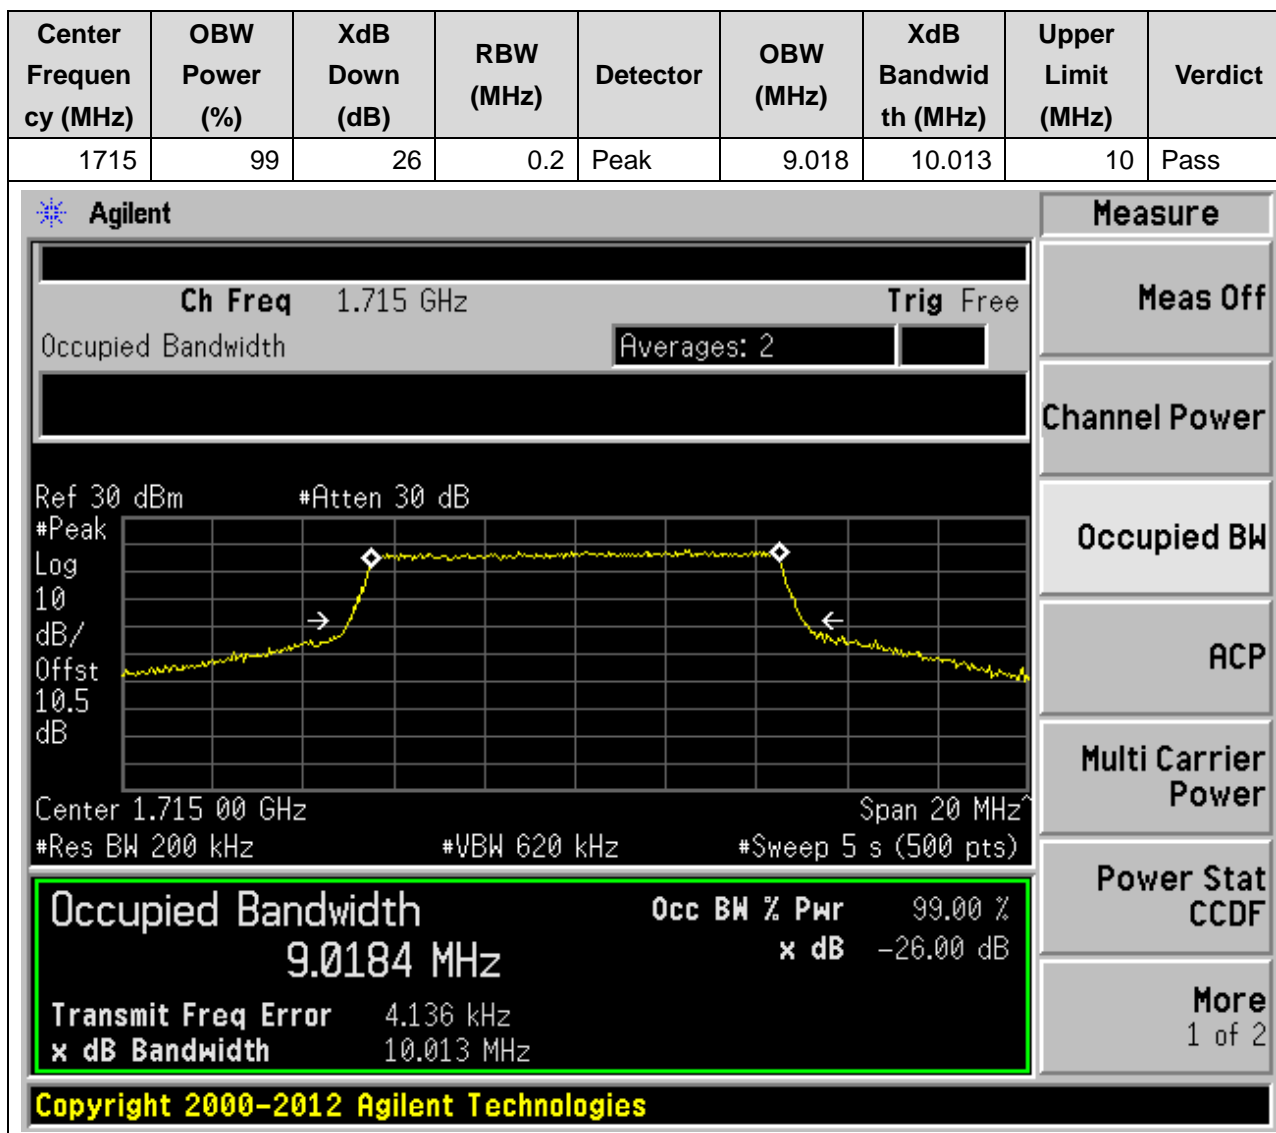 Center Frequen cy (MHz) | OBW Power (%) | XdB Down (dB) | RBW (MHz) | Detector | OBW (MHz) | XdB Bandwid th (MHz) | Upper Limit (MHz) | Verdict
1715 | 99 | 26 | 0.2 | Peak | 9.018 | 10.013 | 10 | Pass
Agilent
Measure
Ch Freq 1.715 GHz Trig Free
Meas Off
Occupied Bandwidth Averages: 2
Channel Power
Ref 30 dBm #Atten 30 dB
#Peak
Log
10
dB/
Offst
10.5
dB
Occupied BW
ACP
Multi Carrier
Power
Center 1.715 00 GHz Span 20 MHz^
#Res BW 200 kHz #VBW 620 kHz #Sweep 5 s (500 pts)
Power Stat
CCDF
Occupied Bandwidth Occ BW % Pwr 99.00 %
9.0184 MHz x dB -26.00 dB
Transmit Freq Error 4.136 kHz
x dB Bandwidth 10.013 MHz
More
1 of 2
Copyright 2000-2012 Agilent Technologies